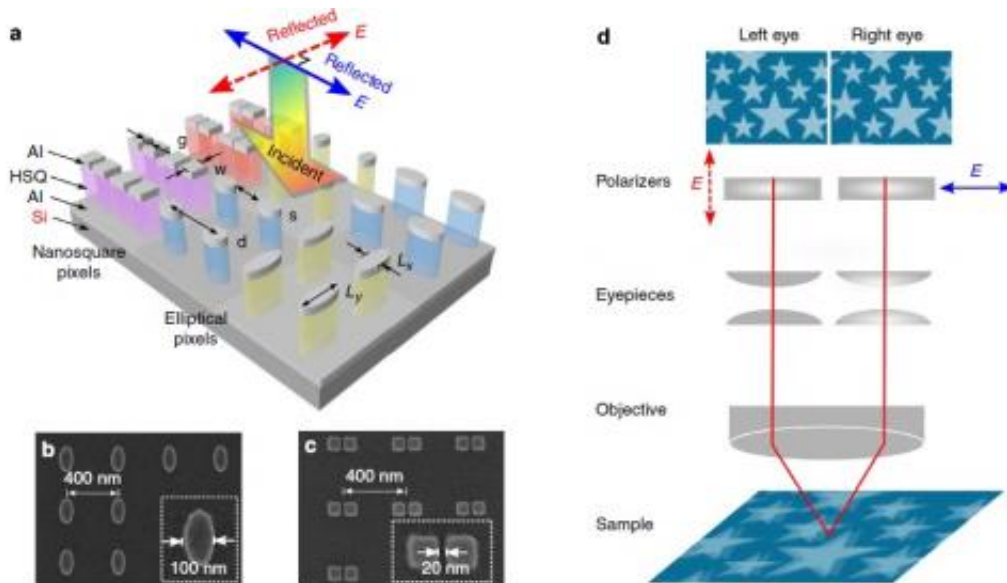 a
Reflected
E
Reflected
E
Incident
g
w
s
d
Lx
Ly
Al
HSQ
Al
Si
Nanosquare
pixels
Elliptical
pixels
b
400 nm
100 nm
c
400 nm
20 nm
d
Left eye
Right eye
Polarizers
E
E
Eyepieces
Objective
Sample